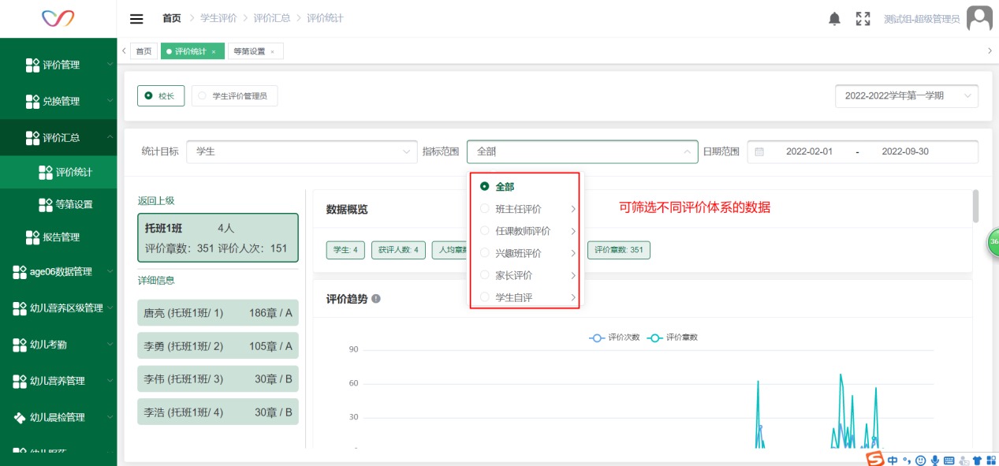 首页 > 学生评价 > 评价汇总 > 评价统计
测试组-超级管理员
首页
评价统计 ×
等第设置 ×
评价管理
兑换管理
评价汇总
评价统计
等第设置
报告管理
age06数据管理
幼儿营养区级管理
幼儿考勤
幼儿营养管理
幼儿晨检管理
校长
学生评价管理员
2022-2022学年第一学期
统计目标 学生
指标范围 全部
日期范围 2022-02-01 - 2022-09-30
返回上级
托班1班 4人
评价章数：351 评价人次：151
详细信息
唐亮 (托班1班/ 1) 186章 / A
李勇 (托班1班/ 2) 105章 / A
李伟 (托班1班/ 3) 30章 / B
李浩 (托班1班/ 4) 30章 / B
全部
班主任评价 >
任课教师评价 >
兴趣班评价 >
家长评价 >
学生自评 >
可筛选不同评价体系的数据
数据概览
学生: 4
获评人数: 4
人均章数
评价章数: 351
评价趋势
评价次数 评价章数
90
60
30
36
中